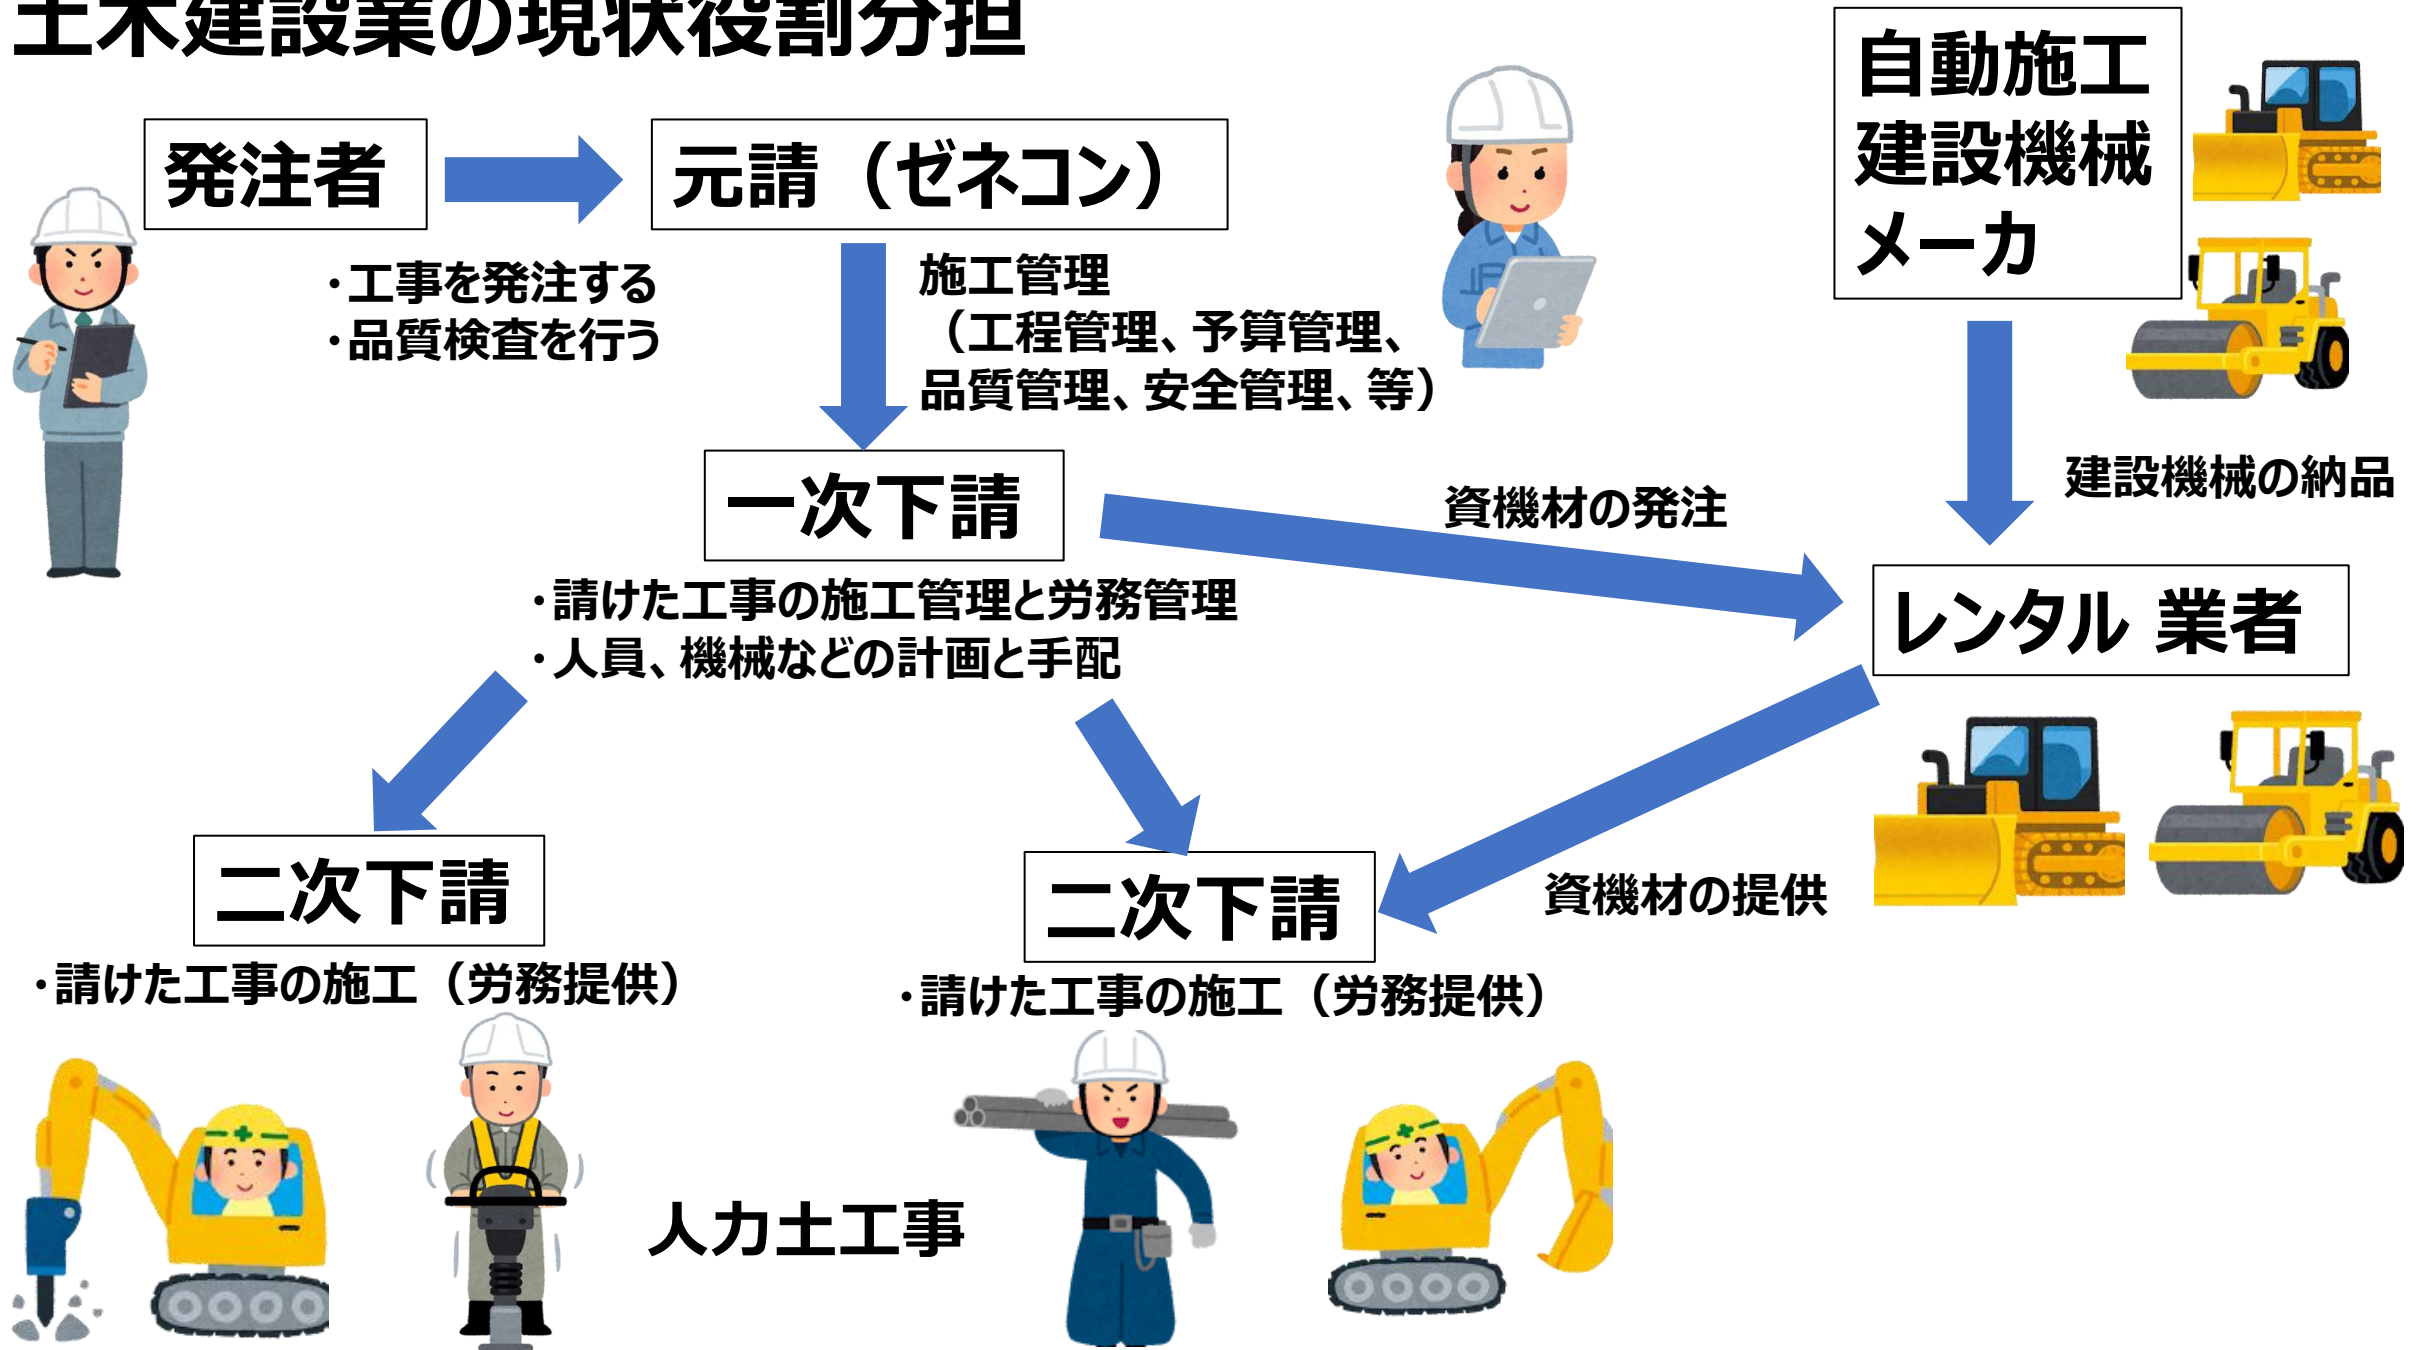 土木建設業の現状役割分担
発注者
元請（ゼネコン）
自動施工
建設機械
メーカ
・工事を発注する
・品質検査を行う
施工管理
（工程管理、予算管理、
品質管理、安全管理、等）
一次下請
資機材の発注
建設機械の納品
・請けた工事の施工管理と労務管理
・人員、機械などの計画と手配
レンタル 業者
二次下請
二次下請
資機材の提供
・請けた工事の施工（労務提供）
・請けた工事の施工（労務提供）
人力土工事